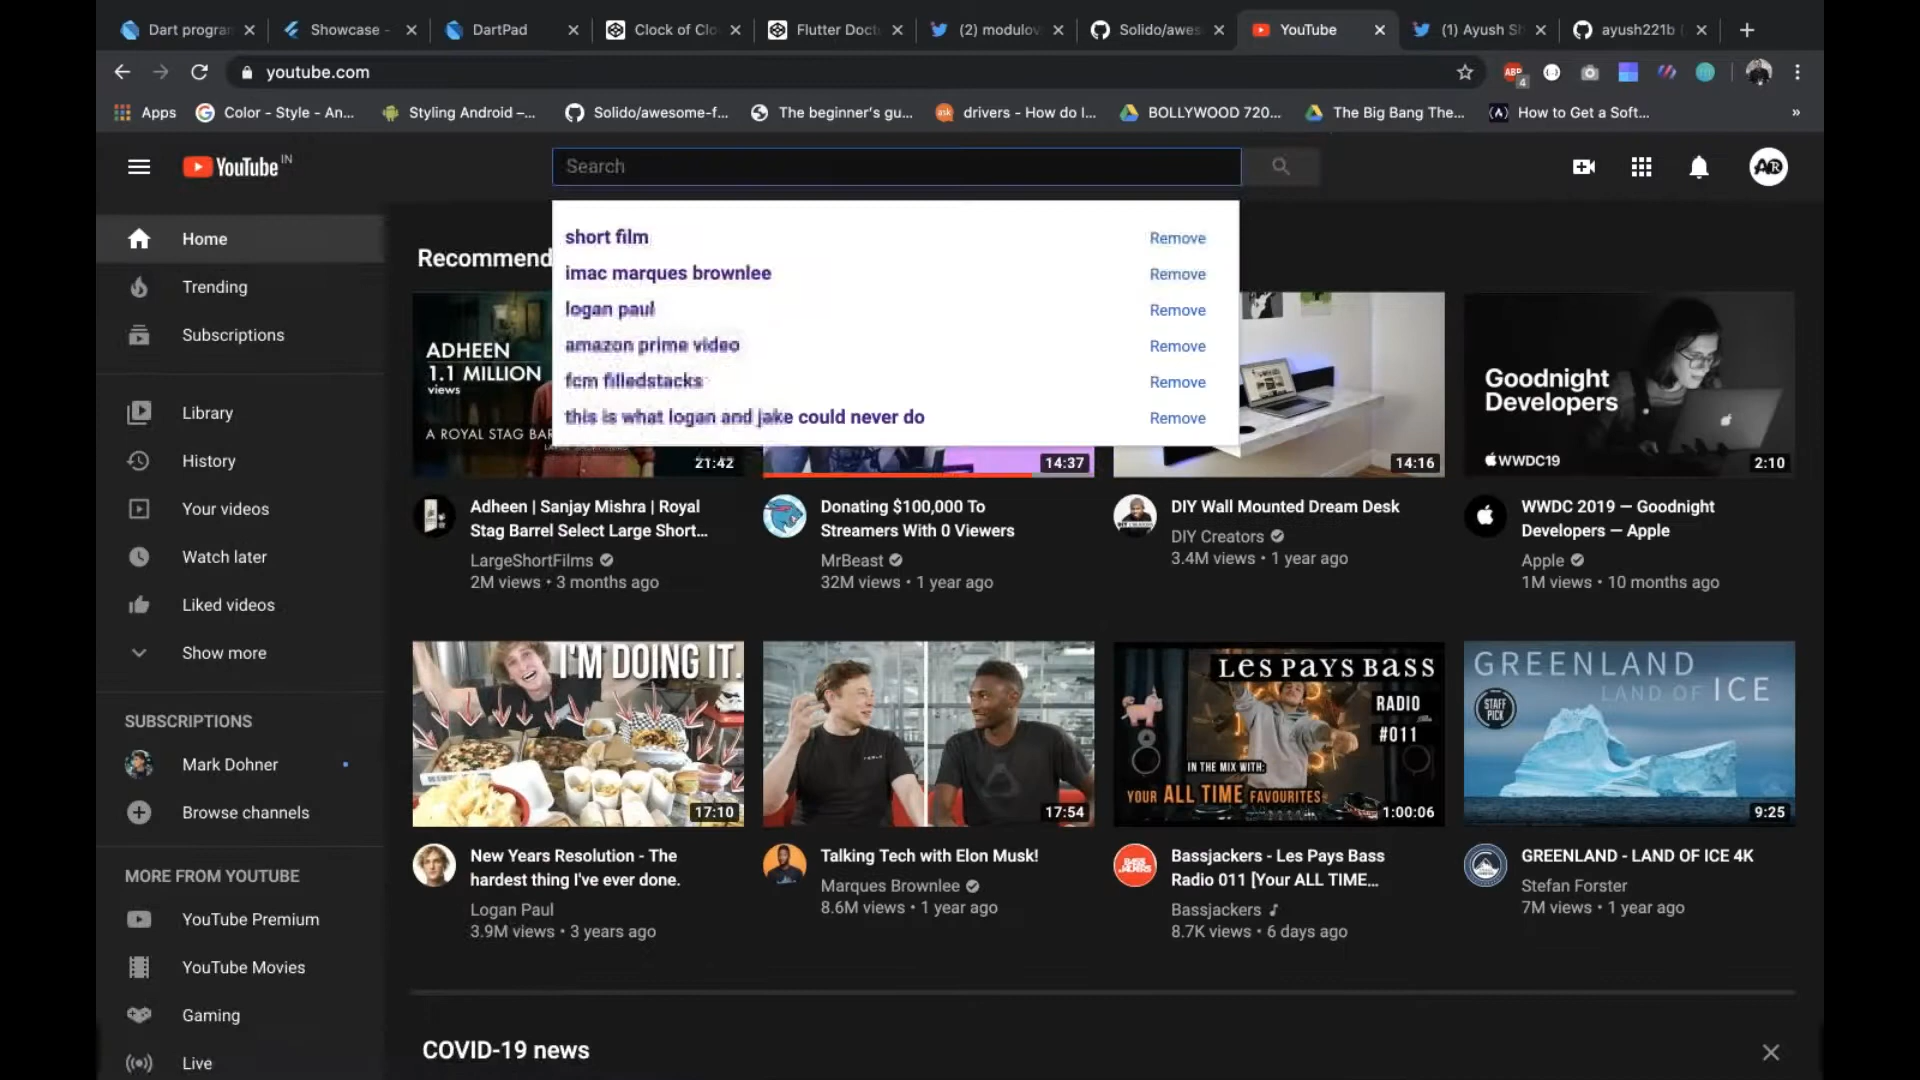 Dart progra
Showcase -
DartPad
Clock of Clo
Flutter Doct
(2) modulov
Solido/awes
YouTube
(1) Ayush S
ayush221b
youtube.com
ABP
4
Apps
Color - Style - An...
Styling Android –...
Solido/awesome-f...
The beginner's gu...
ask
drivers - How do I...
BOLLYWOOD 720...
The Big Bang The...
How to Get a Soft...
»
YouTube IN
Search
AR
Home
Trending
Subscriptions
Library
History
Your videos
Watch later
Liked videos
Show more
SUBSCRIPTIONS
Mark Dohner
Browse channels
MORE FROM YOUTUBE
YouTube Premium
YouTube Movies
Gaming
Live
short film Remove
imac marques brownlee Remove
logan paul Remove
amazon prime video Remove
fcm filledstacks Remove
this is what logan and jake could never do Remove
Recommend
ADHEEN
1.1 MILLION
views
A ROYAL STAG BAR
21:42
14:37
14:16
Goodnight
Developers
WWDC19
2:10
Adheen | Sanjay Mishra | Royal
Stag Barrel Select Large Short...
LargeShortFilms
2M views • 3 months ago
Donating $100,000 To
Streamers With 0 Viewers
MrBeast
32M views • 1 year ago
DIY Wall Mounted Dream Desk
DIY Creators
3.4M views • 1 year ago
WWDC 2019 — Goodnight
Developers — Apple
Apple
1M views • 10 months ago
I'M DOING IT.
17:10
17:54
LES PAYS BASS
RADIO
#011
IN THE MIX WITH:
YOUR ALL TIME FAVOURITES
1:00:06
GREENLAND
LAND OF ICE
STAFF
PICK
9:25
New Years Resolution - The
hardest thing I've ever done.
Logan Paul
3.9M views • 3 years ago
Talking Tech with Elon Musk!
Marques Brownlee
8.6M views • 1 year ago
BASS
JACKERS
Bassjackers - Les Pays Bass
Radio 011 [Your ALL TIME...
Bassjackers
8.7K views • 6 days ago
GREENLAND - LAND OF ICE 4K
Stefan Forster
7M views • 1 year ago
COVID-19 news